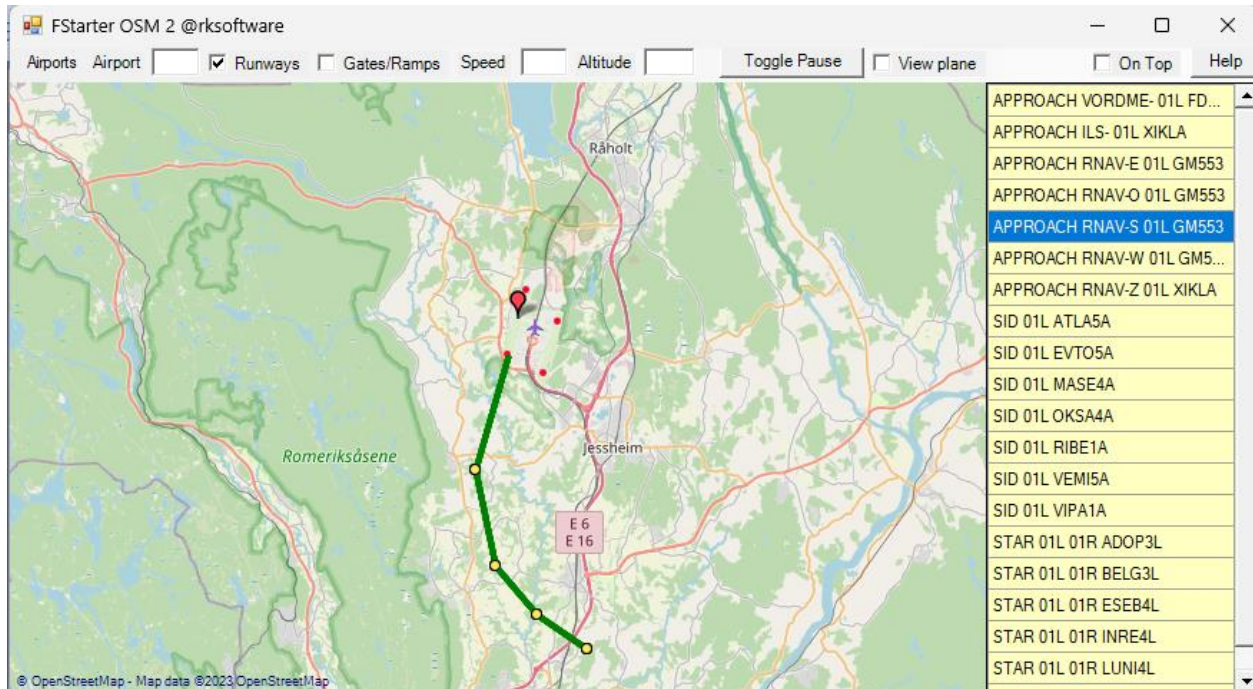 FStarter OSM 2 @rksoftware
Airports Airport Runways Gates/Ramps Speed Altitude Toggle Pause View plane On Top Help
Råholt
Romeriksåsene
Jessheim
E 6
E 16
© OpenStreetMap - Map data ©2023 OpenStreetMap
APPROACH VORDME- 01L FD...
APPROACH ILS- 01L XIKLA
APPROACH RNAV-E 01L GM553
APPROACH RNAV-O 01L GM553
APPROACH RNAV-S 01L GM553
APPROACH RNAV-W 01L GM5...
APPROACH RNAV-Z 01L XIKLA
SID 01L ATLA5A
SID 01L EVTO5A
SID 01L MASE4A
SID 01L OKSA4A
SID 01L RIBE1A
SID 01L VEMI5A
SID 01L VIPA1A
STAR 01L 01R ADOP3L
STAR 01L 01R BELG3L
STAR 01L 01R ESEB4L
STAR 01L 01R INRE4L
STAR 01L 01R LUNI4L